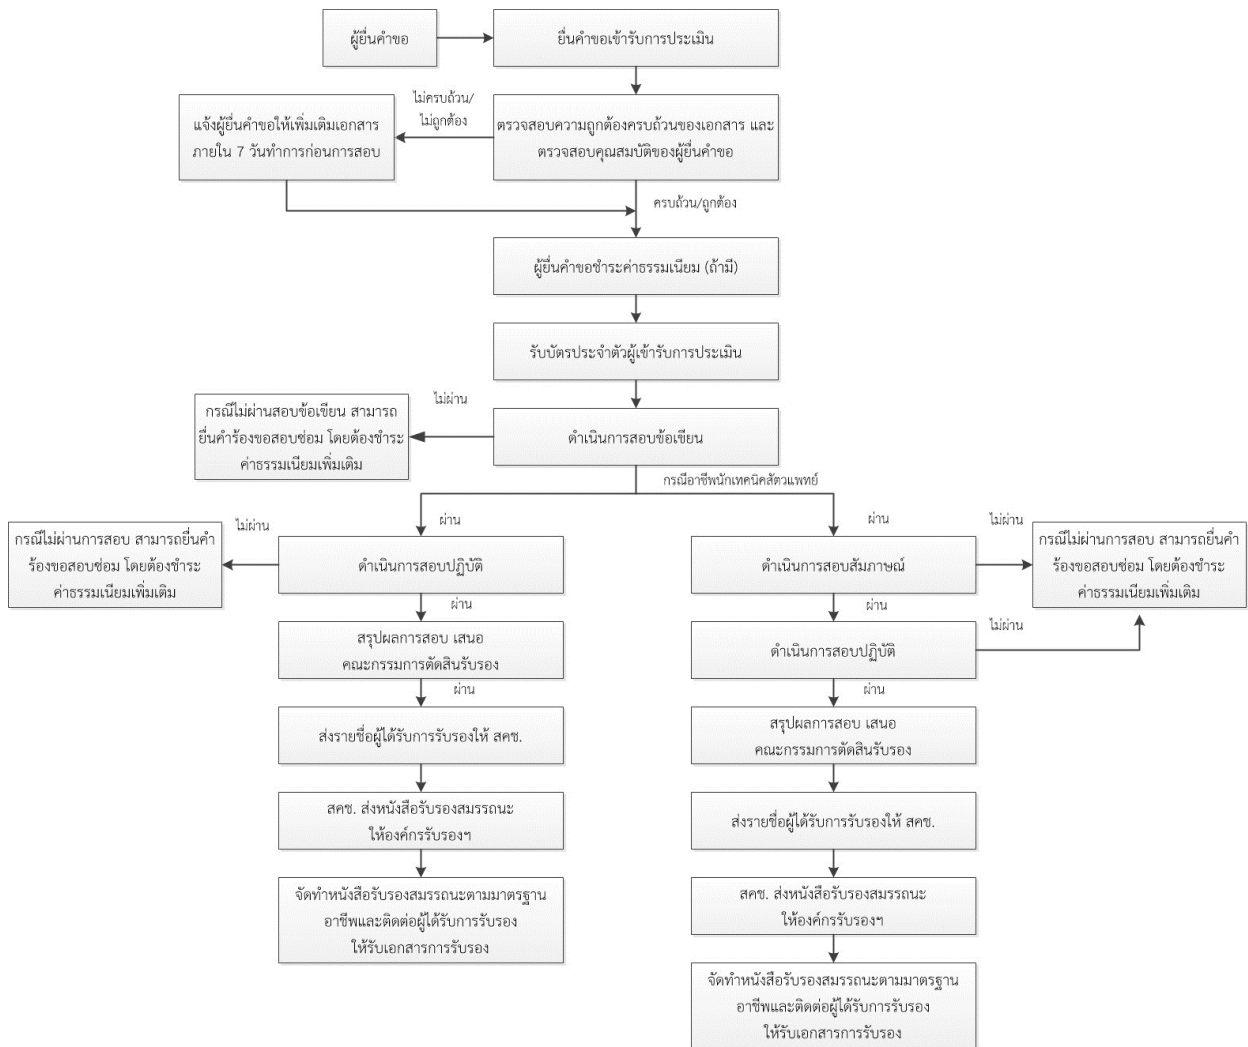 ผู้ยื่นคำขอ
ยื่นคำขอเข้ารับการประเมิน
ไม่ครบถ้วน/
ไม่ถูกต้อง
แจ้งผู้ยื่นคำขอให้เพิ่มเติมเอกสาร
ภายใน 7 วันทำการก่อนการสอบ
ตรวจสอบความถูกต้องครบถ้วนของเอกสาร และ
ตรวจสอบคุณสมบัติของผู้ยื่นคำขอ
ครบถ้วน/ถูกต้อง
ผู้ยื่นคำขอชำระค่าธรรมเนียม (ถ้ามี)
รับบัตรประจำตัวผู้เข้ารับการประเมิน
ไม่ผ่าน
กรณีไม่ผ่านสอบข้อเขียน สามารถ
ยื่นคำร้องขอสอบซ่อม โดยต้องชำระ
ค่าธรรมเนียมเพิ่มเติม
ดำเนินการสอบข้อเขียน
กรณีอาชีพนักเทคนิคสัตวแพทย์
ผ่าน
ไม่ผ่าน
กรณีไม่ผ่านการสอบ สามารถยื่นคำ
ร้องขอสอบซ่อม โดยต้องชำระ
ค่าธรรมเนียมเพิ่มเติม
ดำเนินการสอบปฏิบัติ
ผ่าน
สรุปผลการสอบ เสนอ
คณะกรรมการตัดสินรับรอง
ผ่าน
ส่งรายชื่อผู้ได้รับการรับรองให้ สคช.
สคช. ส่งหนังสือรับรองสมรรถนะ
ให้องค์กรรับรองฯ
จัดทำหนังสือรับรองสมรรถนะตามมาตรฐาน
อาชีพและติดต่อผู้ได้รับการรับรอง
ให้รับเอกสารการรับรอง
ผ่าน
ไม่ผ่าน
ดำเนินการสอบสัมภาษณ์
กรณีไม่ผ่านการสอบ สามารถยื่นคำ
ร้องขอสอบซ่อม โดยต้องชำระ
ค่าธรรมเนียมเพิ่มเติม
ผ่าน
ไม่ผ่าน
ดำเนินการสอบปฏิบัติ
ผ่าน
สรุปผลการสอบ เสนอ
คณะกรรมการตัดสินรับรอง
ส่งรายชื่อผู้ได้รับการรับรองให้ สคช.
สคช. ส่งหนังสือรับรองสมรรถนะ
ให้องค์กรรับรองฯ
จัดทำหนังสือรับรองสมรรถนะตามมาตรฐาน
อาชีพและติดต่อผู้ได้รับการรับรอง
ให้รับเอกสารการรับรอง